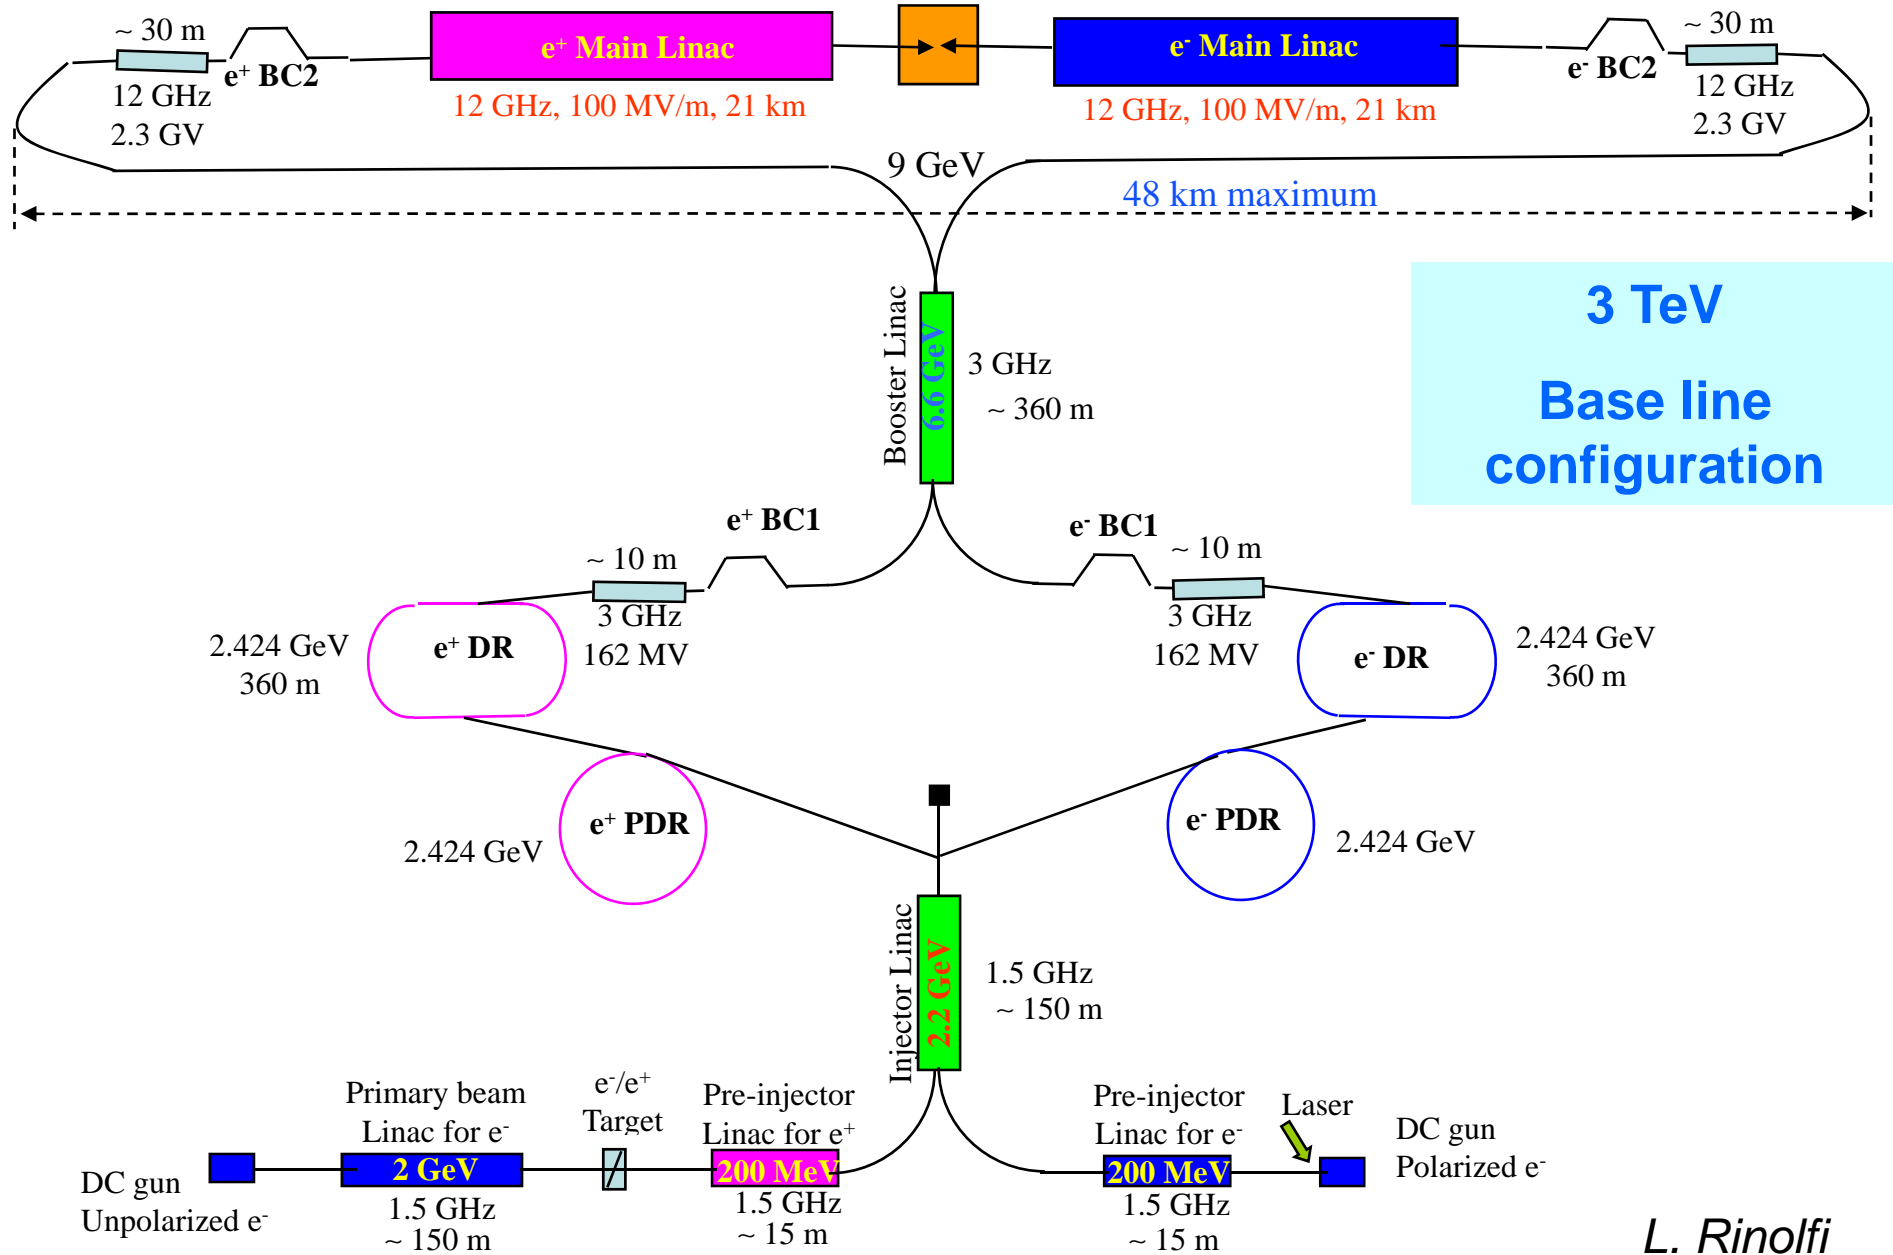 ~ 30 m
e⁺ Main Linac
e⁻ Main Linac
~ 30 m
e⁺ BC2
e⁻ BC2
12 GHz
2.3 GV
12 GHz, 100 MV/m, 21 km
12 GHz, 100 MV/m, 21 km
12 GHz
2.3 GV
9 GeV
48 km maximum
3 TeV
Base line
configuration
Booster Linac
6.6 GeV
3 GHz
~ 360 m
e⁺ BC1
e⁻ BC1
~ 10 m
~ 10 m
3 GHz
162 MV
3 GHz
162 MV
2.424 GeV
360 m
e⁺ DR
e⁻ DR
2.424 GeV
360 m
e⁺ PDR
e⁻ PDR
2.424 GeV
2.424 GeV
Injector Linac
2.2 GeV
1.5 GHz
~ 150 m
Primary beam
Linac for e⁻
2 GeV
1.5 GHz
~ 150 m
e⁻/e⁺
Target
Pre-injector
Linac for e⁺
200 MeV
1.5 GHz
~ 15 m
Pre-injector
Linac for e⁻
200 MeV
1.5 GHz
~ 15 m
Laser
DC gun
Polarized e⁻
DC gun
Unpolarized e⁻
L. Rinolfi